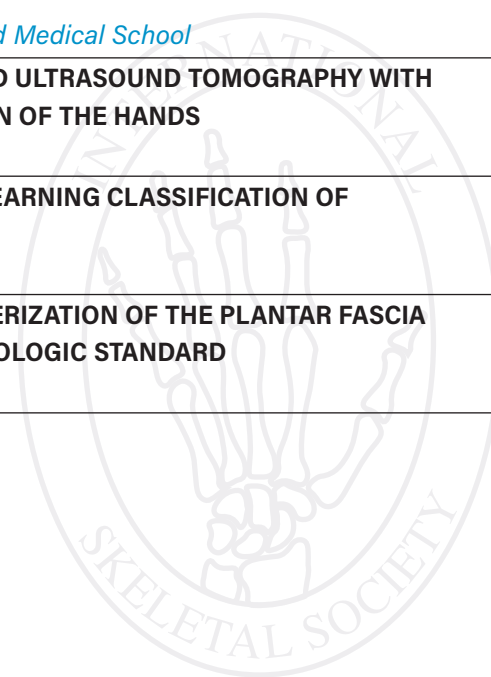 d Medical School
D ULTRASOUND TOMOGRAPHY WITH
N OF THE HANDS
EARNING CLASSIFICATION OF
ERIZATION OF THE PLANTAR FASCIA
OLOGIC STANDARD
INTERNATIONAL
SKELETAL SOCIETY